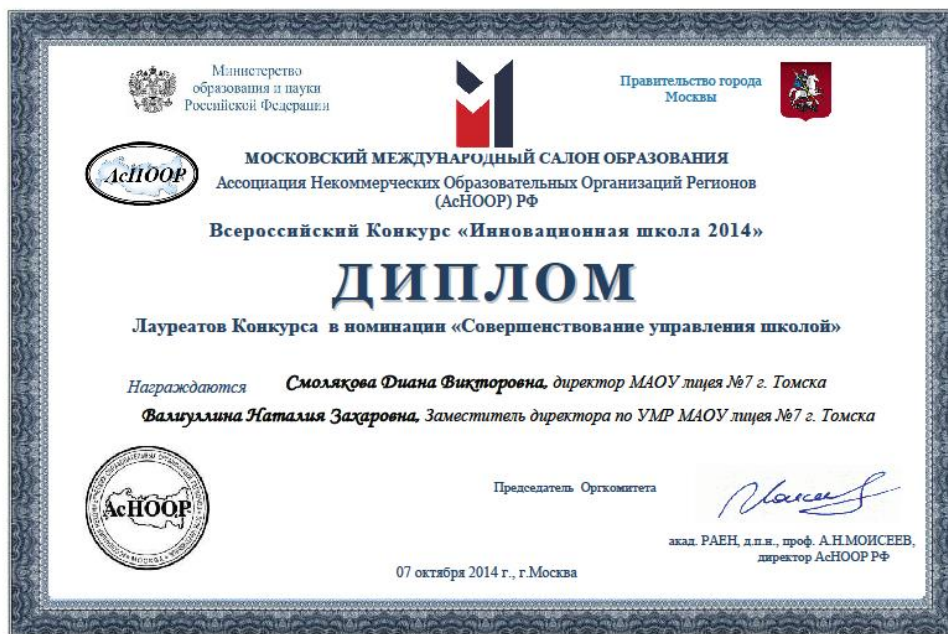 Министерство
образования и науки
Российской Федерации
Правительство города
Москвы
АсНООР
МОСКОВСКИЙ МЕЖДУНАРОДНЫЙ САЛОН ОБРАЗОВАНИЯ
Ассоциация Некоммерческих Образовательных Организаций Регионов
(АсНООР) РФ
Всероссийский Конкурс «Инновационная школа 2014»
ДИПЛОМ
Лауреатов Конкурса в номинации «Совершенствование управления школой»
Награждаются Смолякова Диана Викторовна, директор МАОУ лицея №7 г. Томска
Валиуллина Наталия Захаровна, Заместитель директора по УМР МАОУ лицея №7 г. Томска
АсНООР
МОСКВА
Председатель Оргкомитета
акад. РАЕН, д.п.н., проф. А.Н.МОИСЕЕВ,
директор АсНООР РФ
07 октября 2014 г., г.Москва